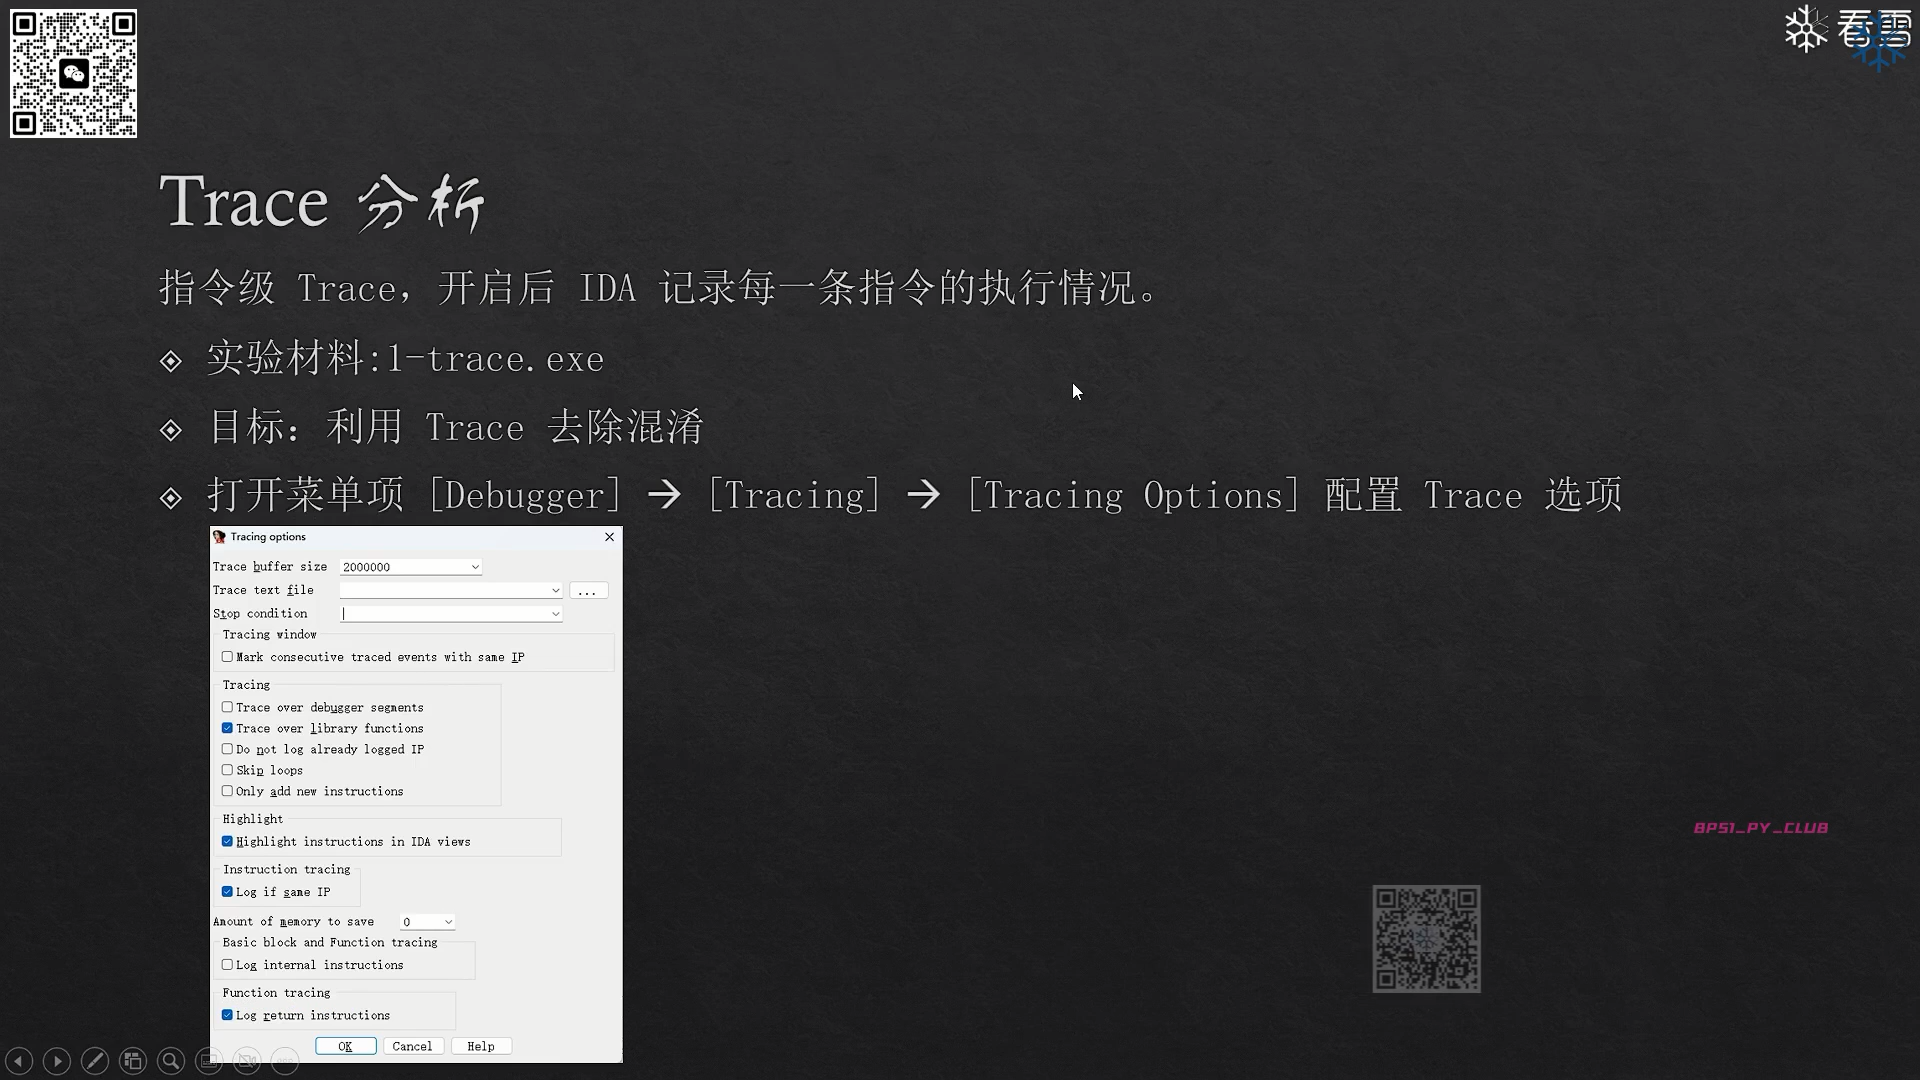 看雪
Trace 分析
指令级 Trace，开启后 IDA 记录每一条指令的执行情况。
实验材料:1-trace.exe
目标：利用 Trace 去除混淆
打开菜单项 [Debugger] → [Tracing] → [Tracing Options] 配置 Trace 选项
Tracing options
Trace buffer size 2000000
Trace text file ...
Stop condition
Tracing window
Mark consecutive traced events with same IP
Tracing
Trace over debugger segments
Trace over library functions
Do not log already logged IP
Skip loops
Only add new instructions
Highlight
Highlight instructions in IDA views
Instruction tracing
Log if same IP
Amount of memory to save 0
Basic block and Function tracing
Log internal instructions
Function tracing
Log return instructions
OK Cancel Help
BPS1_PY_CLUB